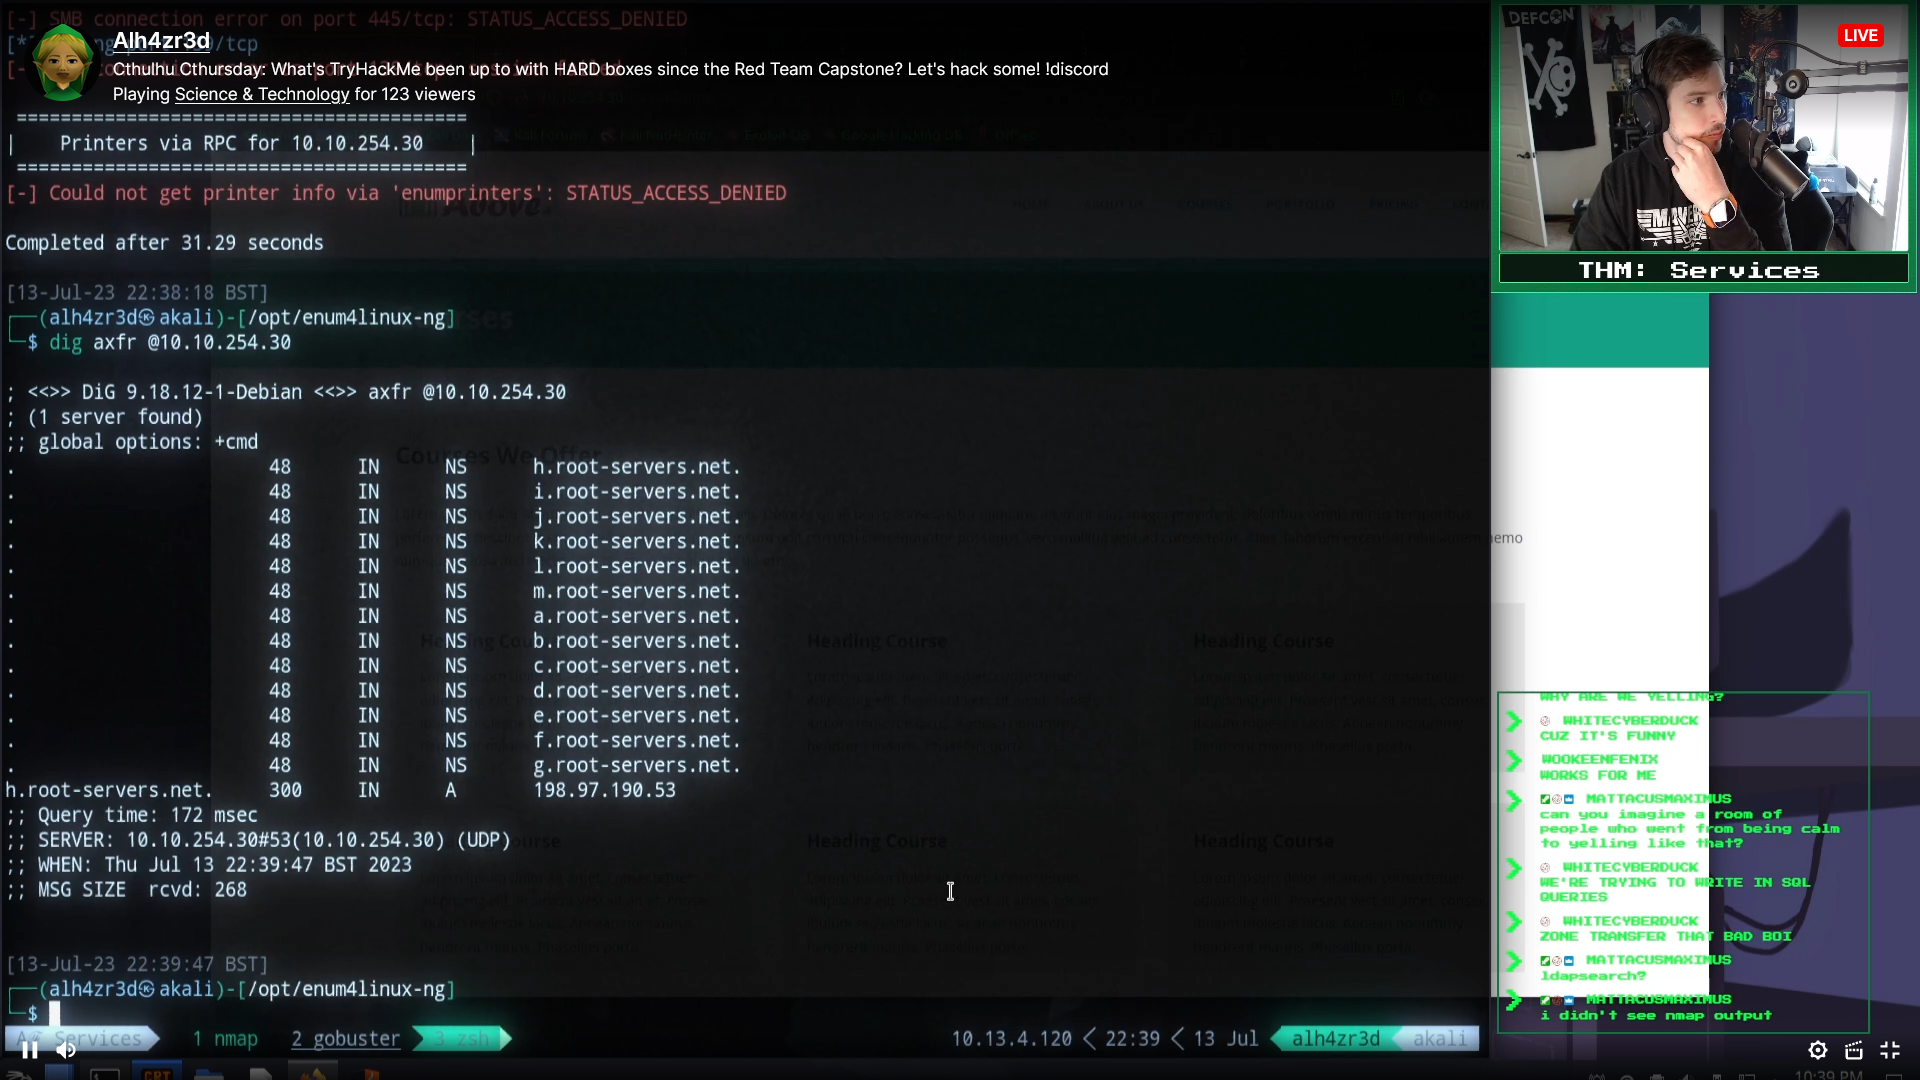 [-] SMB connection error on port 445/tcp: STATUS_ACCESS_DENIED
Alh4zr3d
Cthulhu Cthursday: What's TryHackMe been up to with HARD boxes since the Red Team Capstone? Let's hack some! !discord
Playing Science & Technology for 123 viewers
==========================================
|    Printers via RPC for 10.10.254.30    |
==========================================
[-] Could not get printer info via 'enumprinters': STATUS_ACCESS_DENIED
Completed after 31.29 seconds
[13-Jul-23 22:38:18 BST]
┌──(alh4zr3d㉿akali)-[/opt/enum4linux-ng]
└─$ dig axfr @10.10.254.30
; <<>> DiG 9.18.12-1-Debian <<>> axfr @10.10.254.30
; (1 server found)
;; global options: +cmd
. 48 IN NS h.root-servers.net.
. 48 IN NS i.root-servers.net.
. 48 IN NS j.root-servers.net.
. 48 IN NS k.root-servers.net.
. 48 IN NS l.root-servers.net.
. 48 IN NS m.root-servers.net.
. 48 IN NS a.root-servers.net.
. 48 IN NS b.root-servers.net.
. 48 IN NS c.root-servers.net.
. 48 IN NS d.root-servers.net.
. 48 IN NS e.root-servers.net.
. 48 IN NS f.root-servers.net.
. 48 IN NS g.root-servers.net.
h.root-servers.net. 300 IN A 198.97.190.53
;; Query time: 172 msec
;; SERVER: 10.10.254.30#53(10.10.254.30) (UDP)
;; WHEN: Thu Jul 13 22:39:47 BST 2023
;; MSG SIZE  rcvd: 268
[13-Jul-23 22:39:47 BST]
┌──(alh4zr3d㉿akali)-[/opt/enum4linux-ng]
└─$
Services 1 nmap 2 gobuster 3 zsh 10.13.4.120 < 22:39 < 13 Jul alh4zr3d akali
Courses We Offer
Heading Course Heading Course
Heading Course Heading Course
nemo
DEFCON
LIVE
THM: Services
WHY ARE WE YELLING?
WHITECYBERDUCK
CUZ IT'S FUNNY
WOOKEENFENIX
WORKS FOR ME
MATTACUSMAXIMUS
can you imagine a room of
people who went from being calm
to yelling like that?
WHITECYBERDUCK
WE'RE TRYING TO WRITE IN SQL
QUERIES
WHITECYBERDUCK
ZONE TRANSFER THAT BAD BOI
MATTACUSMAXIMUS
ldapsearch?
MATTACUSMAXIMUS
i didn't see nmap output
10:39 PM